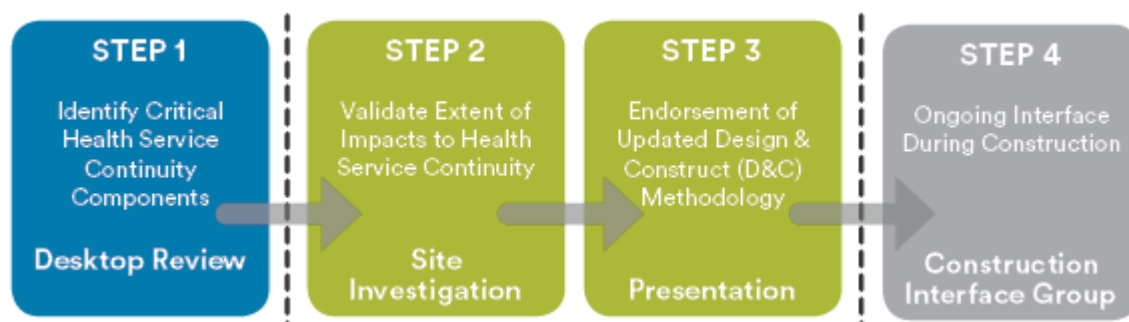 STEP 1
Identify Critical
Health Service
Continuity
Components
Desktop Review
STEP 2
Validate Extent of
Impacts to Health
Service Continuity
Site
Investigation
STEP 3
Endorsement of
Updated Design &
Construct (D&C)
Methodology
Presentation
STEP 4
Ongoing Interface
During Construction
Construction
Interface Group